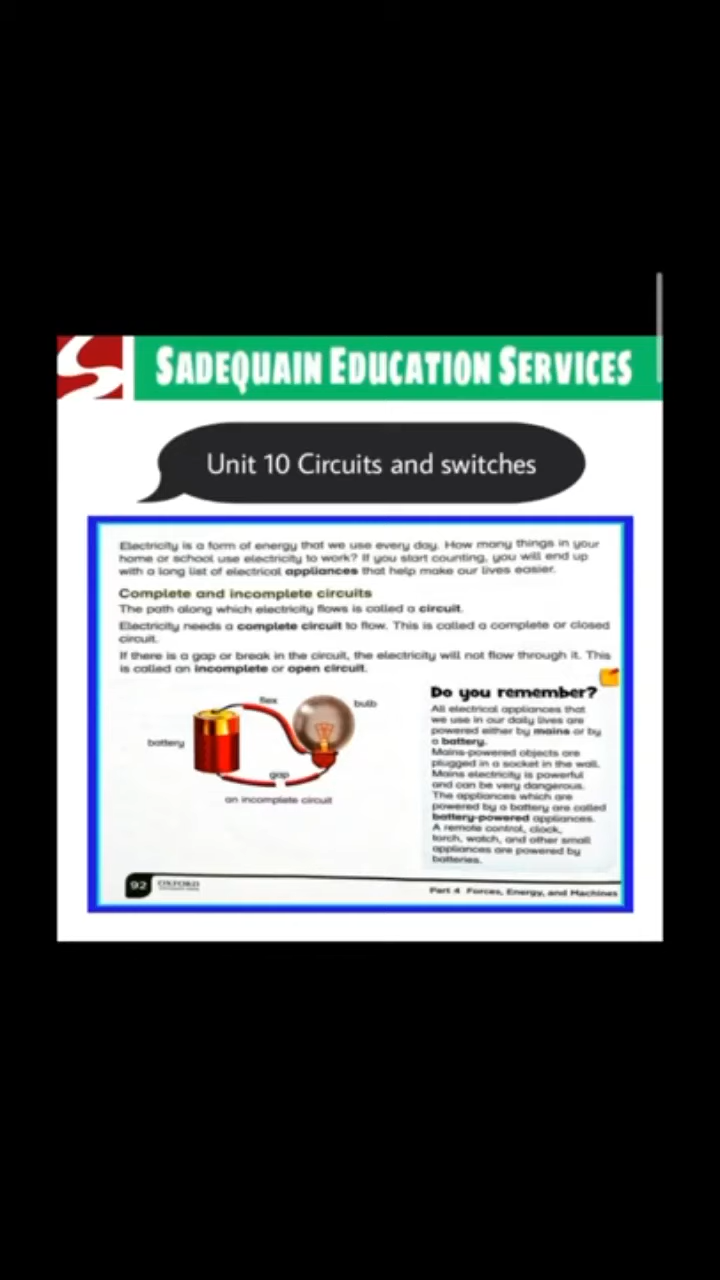 SADEQUAIN EDUCATION SERVICES
Unit 10 Circuits and switches
Electricity is a form of energy that we use every day. How many things in your
home or school use electricity to work? If you start counting, you will end up
with a long list of electrical appliances that help make our lives easier.
Complete and incomplete circuits
The path along which electricity flows is called a circuit.
Electricity needs a complete circuit to flow. This is called a complete or closed
circuit.
If there is a gap or break in the circuit, the electricity will not flow through it. This
is called an incomplete or open circuit.
flex
bulb
battery
gap
an incomplete circuit
Do you remember?
All electrical appliances that
we use in our daily lives are
powered either by mains or by
a battery.
Mains-powered objects are
plugged in a socket in the wall.
Mains electricity is powerful
and can be very dangerous.
The appliances which are
powered by a battery are called
battery-powered appliances.
A remote control, clock,
torch, watch, and other small
appliances are powered by
batteries.
92 OXFORD
Part 4 Forces, Energy, and Machines